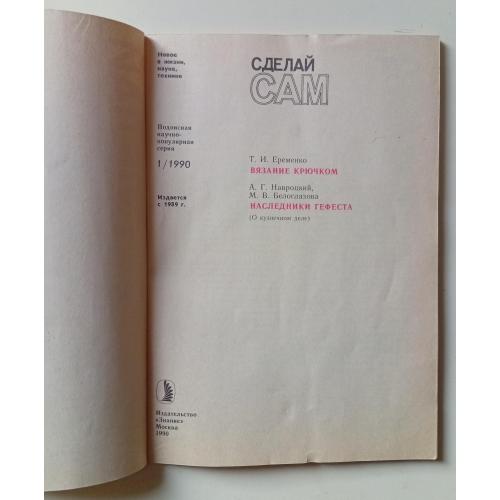 Новое
в жизни,
науке,
технике
Подписная
научно-
популярная
серия
1/1990
Издается
с 1989 г.
СДЕЛАЙ
САМ
Т. И. Еременко
ВЯЗАНИЕ КРЮЧКОМ
А. Г. Навроцкий,
М. В. Белоглазова
НАСЛЕДНИКИ ГЕФЕСТА
(О кузнечном деле)
Издательство
«Знание»
Москва
1990